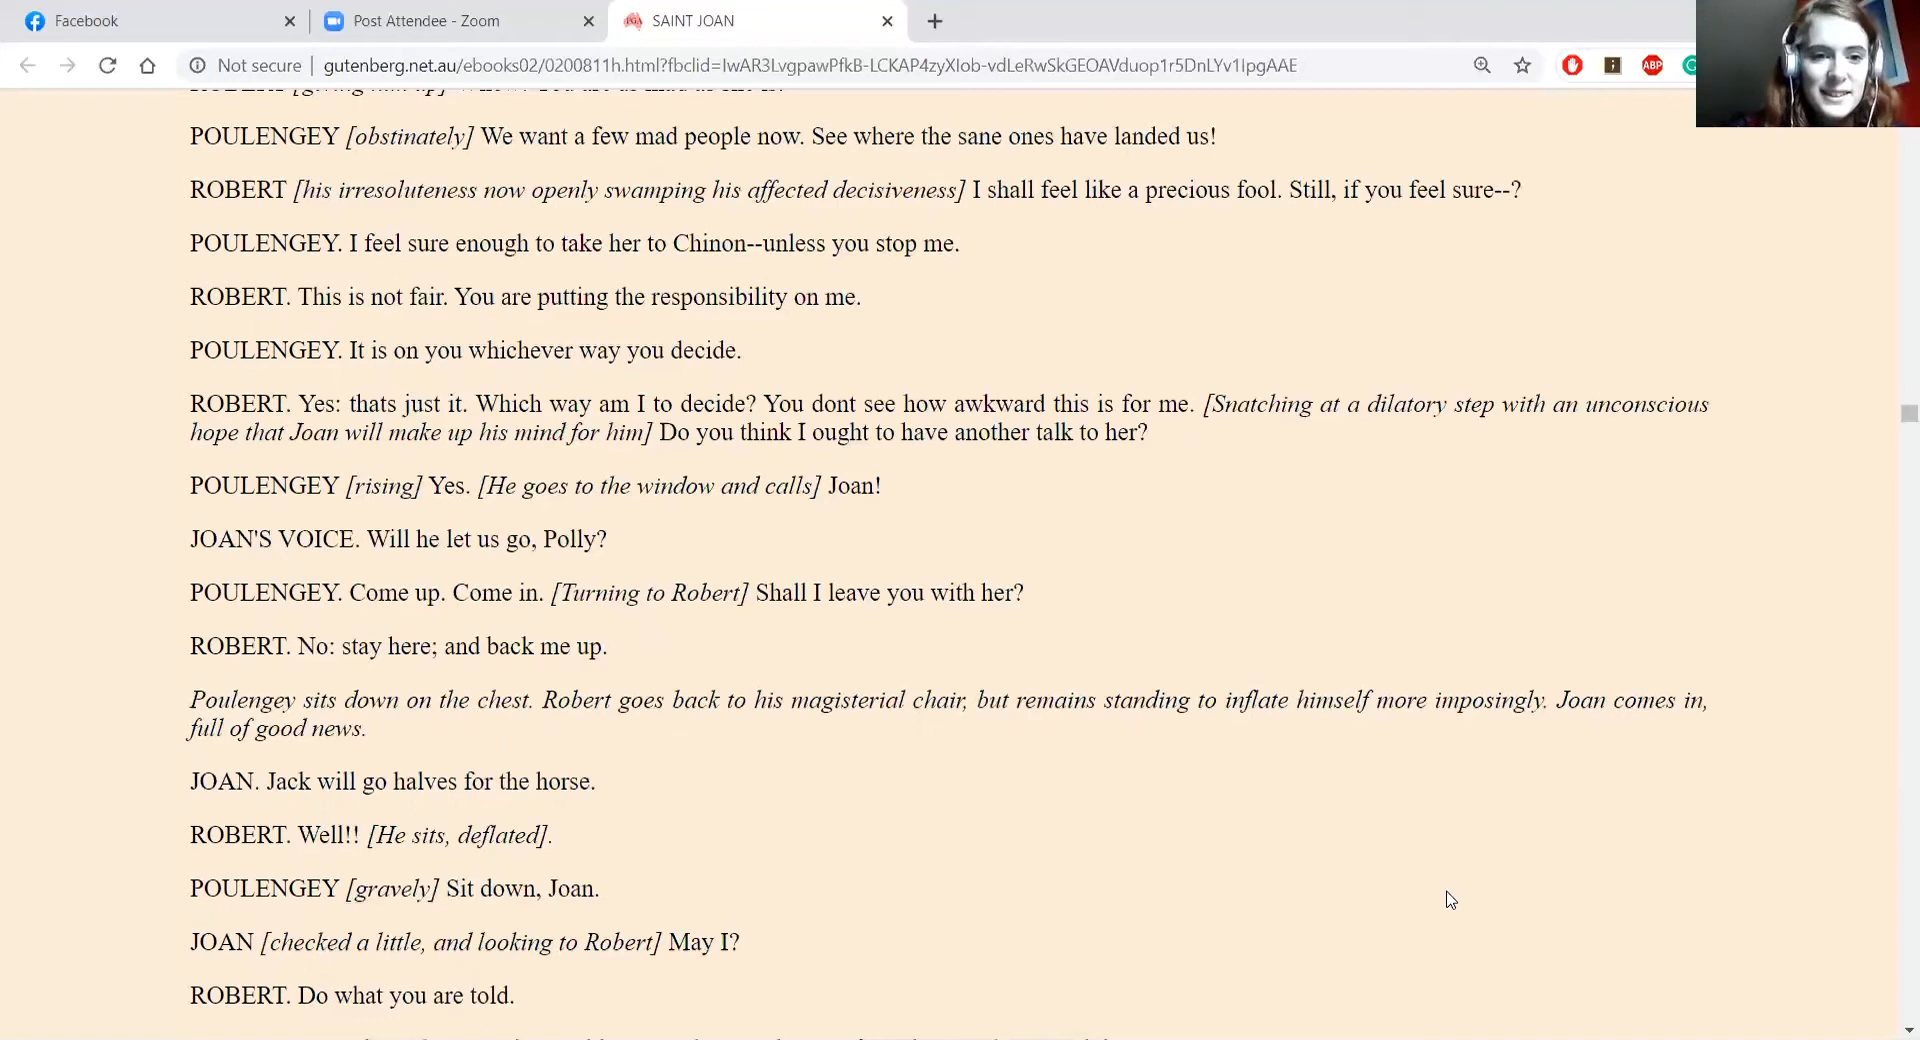 Facebook
Post Attendee - Zoom
SAINT JOAN
Not secure | gutenberg.net.au/ebooks02/0200811h.html?fbclid=IwAR3LvgpawPfkB-LCKAP4zyXIob-vdLeRwSkGEOAVduop1r5DnLYv1IpgAAE
ABP
POULENGEY [obstinately] We want a few mad people now. See where the sane ones have landed us!
ROBERT [his irresoluteness now openly swamping his affected decisiveness] I shall feel like a precious fool. Still, if you feel sure--?
POULENGEY. I feel sure enough to take her to Chinon--unless you stop me.
ROBERT. This is not fair. You are putting the responsibility on me.
POULENGEY. It is on you whichever way you decide.
ROBERT. Yes: thats just it. Which way am I to decide? You dont see how awkward this is for me. [Snatching at a dilatory step with an unconscious
hope that Joan will make up his mind for him] Do you think I ought to have another talk to her?
POULENGEY [rising] Yes. [He goes to the window and calls] Joan!
JOAN'S VOICE. Will he let us go, Polly?
POULENGEY. Come up. Come in. [Turning to Robert] Shall I leave you with her?
ROBERT. No: stay here; and back me up.
Poulengey sits down on the chest. Robert goes back to his magisterial chair, but remains standing to inflate himself more imposingly. Joan comes in,
full of good news.
JOAN. Jack will go halves for the horse.
ROBERT. Well!! [He sits, deflated].
POULENGEY [gravely] Sit down, Joan.
JOAN [checked a little, and looking to Robert] May I?
ROBERT. Do what you are told.